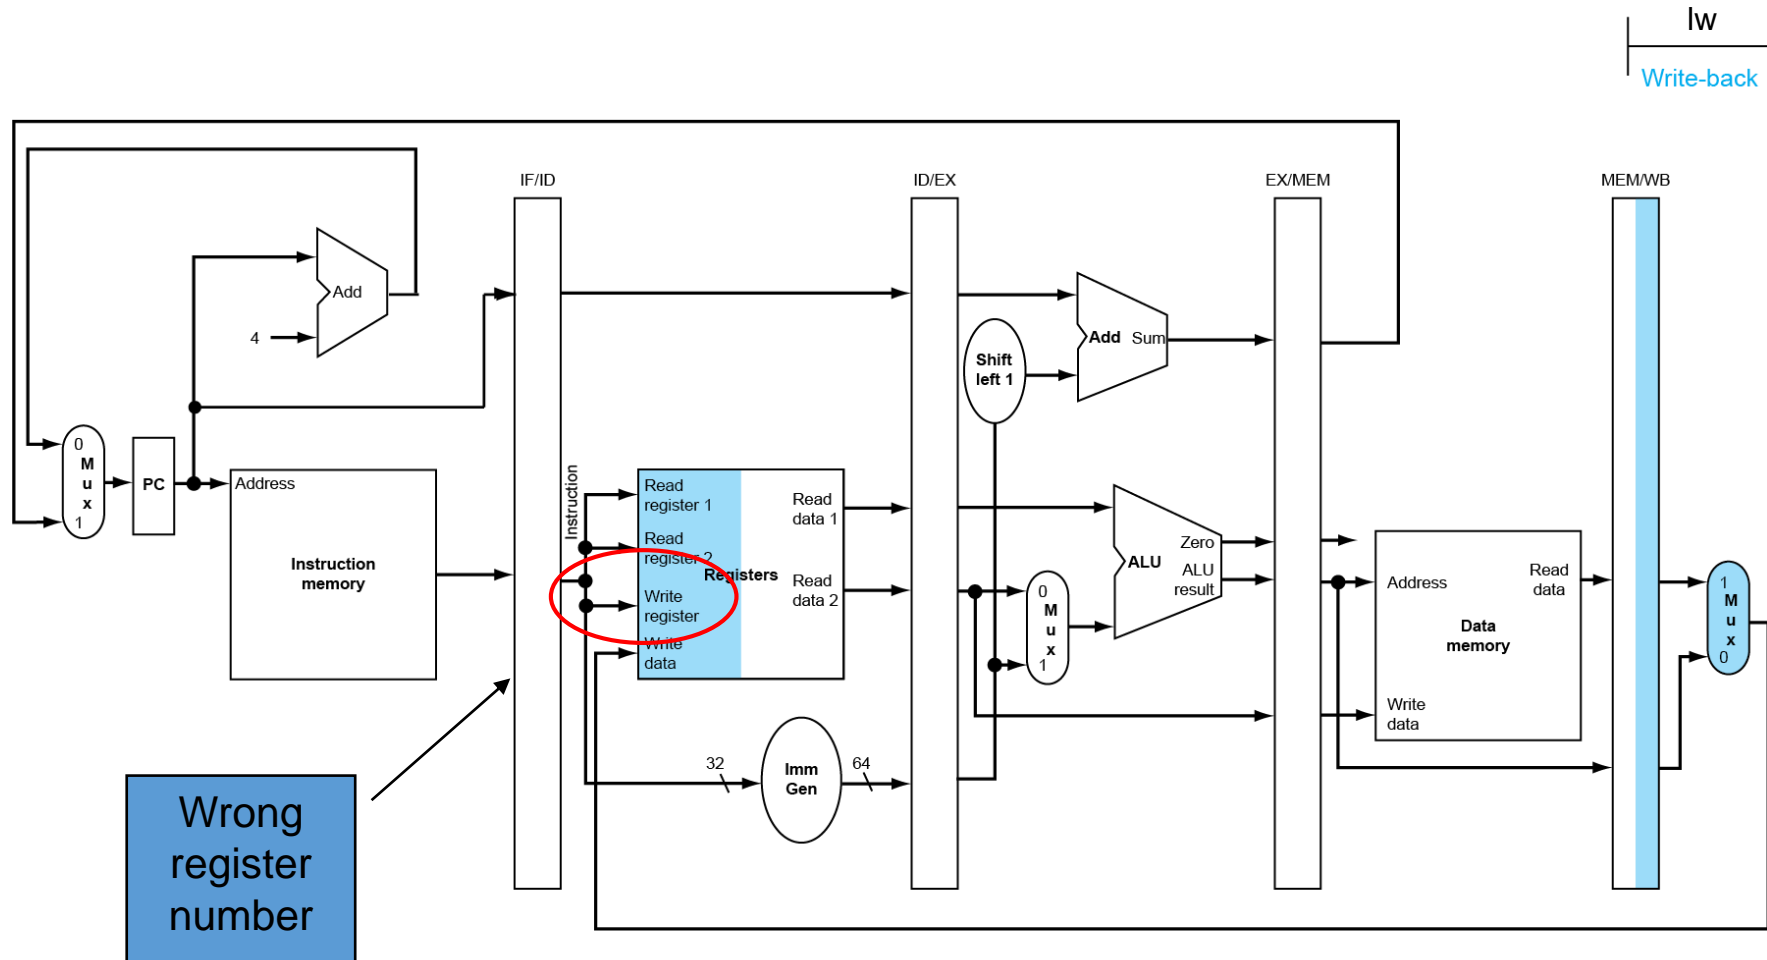 lw
Write-back
IF/ID
ID/EX
EX/MEM
MEM/WB
Add
4
Add Sum
Shift
left 1
0
M
u
x
1
PC
Address
Instruction
memory
Instruction
Read
register 1
Read
register 2
Write
register
Write
data
Registers
Read
data 1
Read
data 2
0
M
u
x
1
Zero
ALU
ALU
result
Address
Read
data
Data
memory
Write
data
1
M
u
x
0
32
Imm
Gen
64
Wrong
register
number